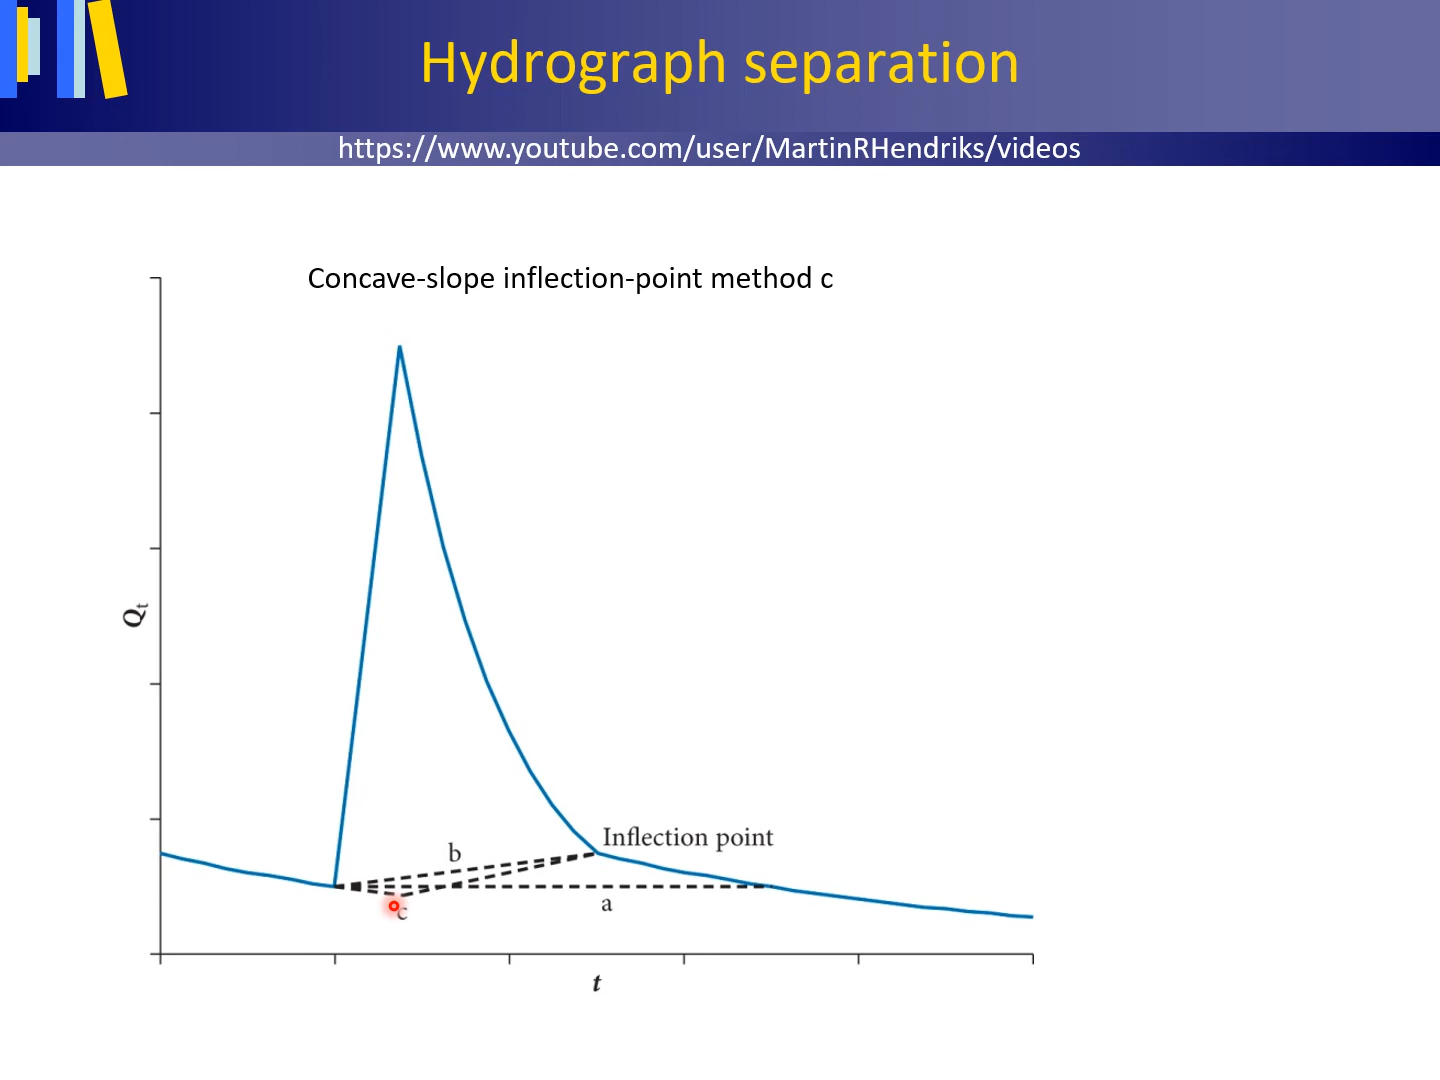 Hydrograph separation
https://www.youtube.com/user/MartinRHendriks/videos
Concave-slope inflection-point method c
Qt
Inflection point
b
a
c
t